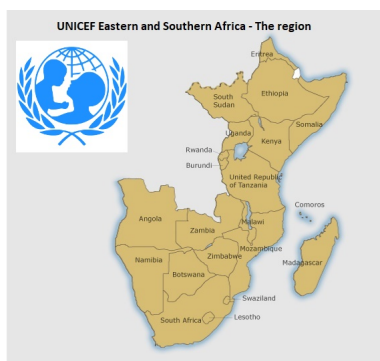 UNICEF Eastern and Southern Africa - The region
Eritrea
South
Sudan
Ethiopia
Somalia
Uganda
Kenya
Rwanda
Burundi
United Republic
of Tanzania
Comoros
Angola
Malawi
Zambia
Mozambique
Zimbabwe
Namibia
Madagascar
Botswana
Swaziland
South Africa
Lesotho